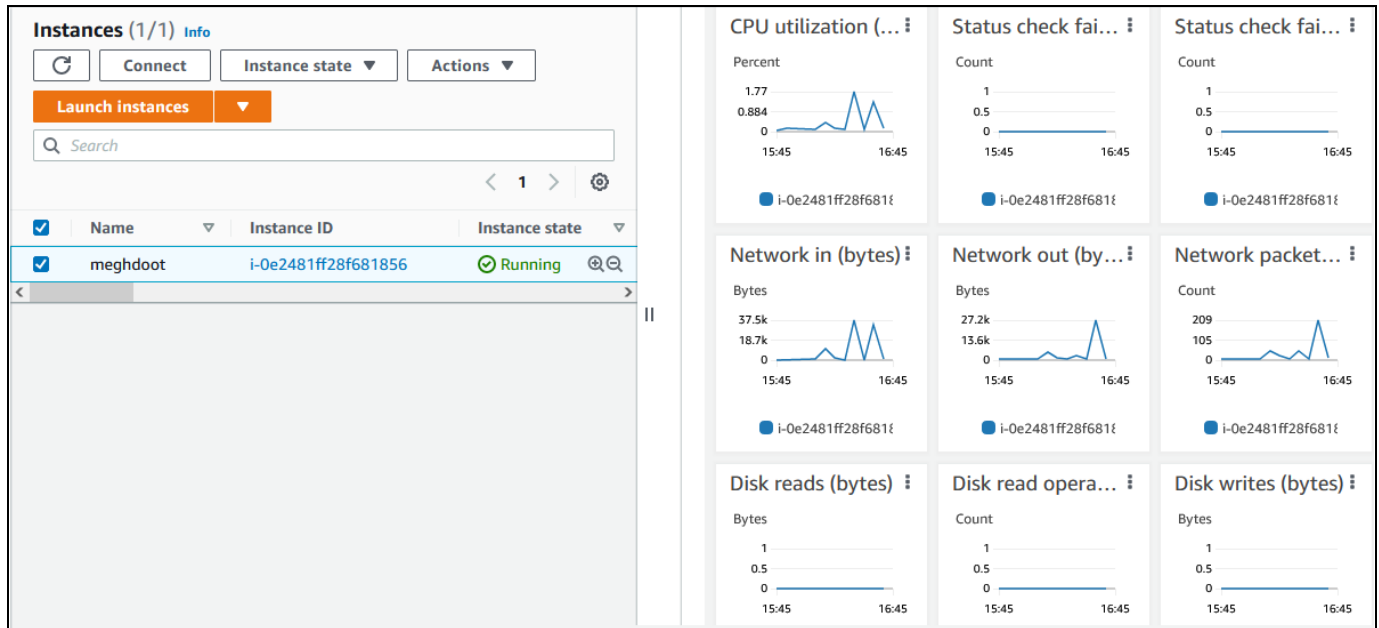 Instances (1/1) Info
Connect
Instance state
Actions
Launch instances
Search
1
Name
Instance ID
Instance state
meghdoot
i-0e2481ff28f681856
Running
CPU utilization (…
Percent
1.77
0.884
0
15:45 16:45
i-0e2481ff28f6818
Status check fai…
Count
1
0.5
0
15:45 16:45
i-0e2481ff28f6818
Status check fai…
Count
1
0.5
0
15:45 16:45
i-0e2481ff28f6818
Network in (bytes)
Bytes
37.5k
18.7k
0
15:45 16:45
i-0e2481ff28f6818
Network out (by…
Bytes
27.2k
13.6k
0
15:45 16:45
i-0e2481ff28f6818
Network packet…
Count
209
105
0
15:45 16:45
i-0e2481ff28f6818
Disk reads (bytes)
Bytes
1
0.5
0
15:45 16:45
Disk read opera…
Count
1
0.5
0
15:45 16:45
Disk writes (bytes)
Bytes
1
0.5
0
15:45 16:45